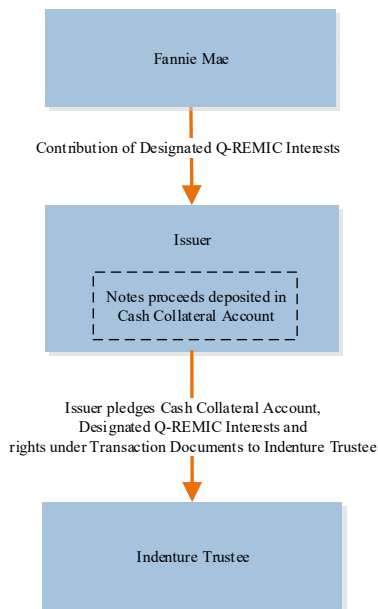 Fannie Mae
Contribution of Designated Q-REMIC Interests
Issuer
Notes proceeds deposited in
Cash Collateral Account
Issuer pledges Cash Collateral Account,
Designated Q-REMIC Interests and
rights under Transaction Documents to Indenture Trustee
Indenture Trustee